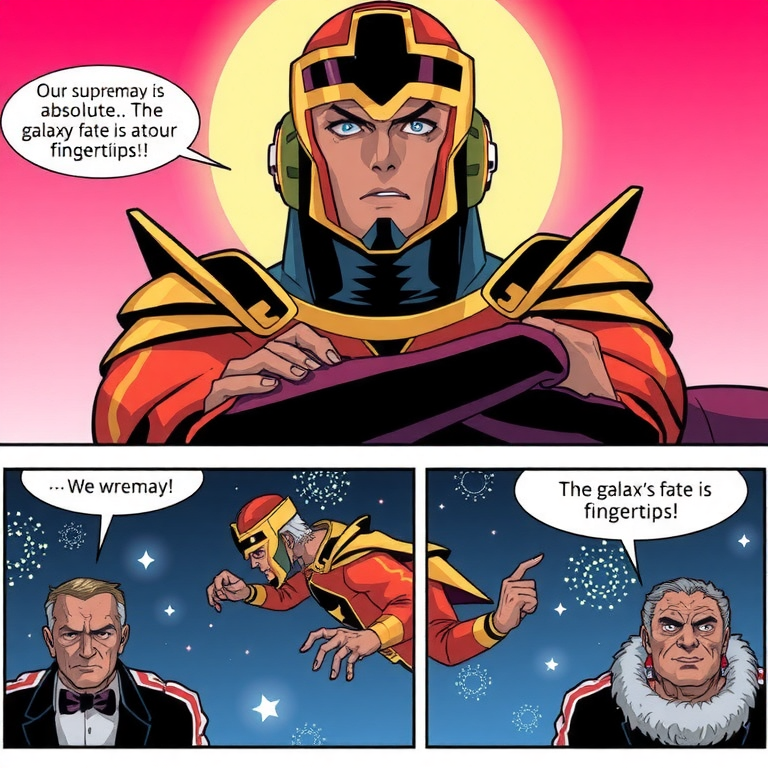 Our supremay is
absolute.. The
galaxy fate is atour
fingertiips!!
... We wremay!
The galax's fate is
fingertips!